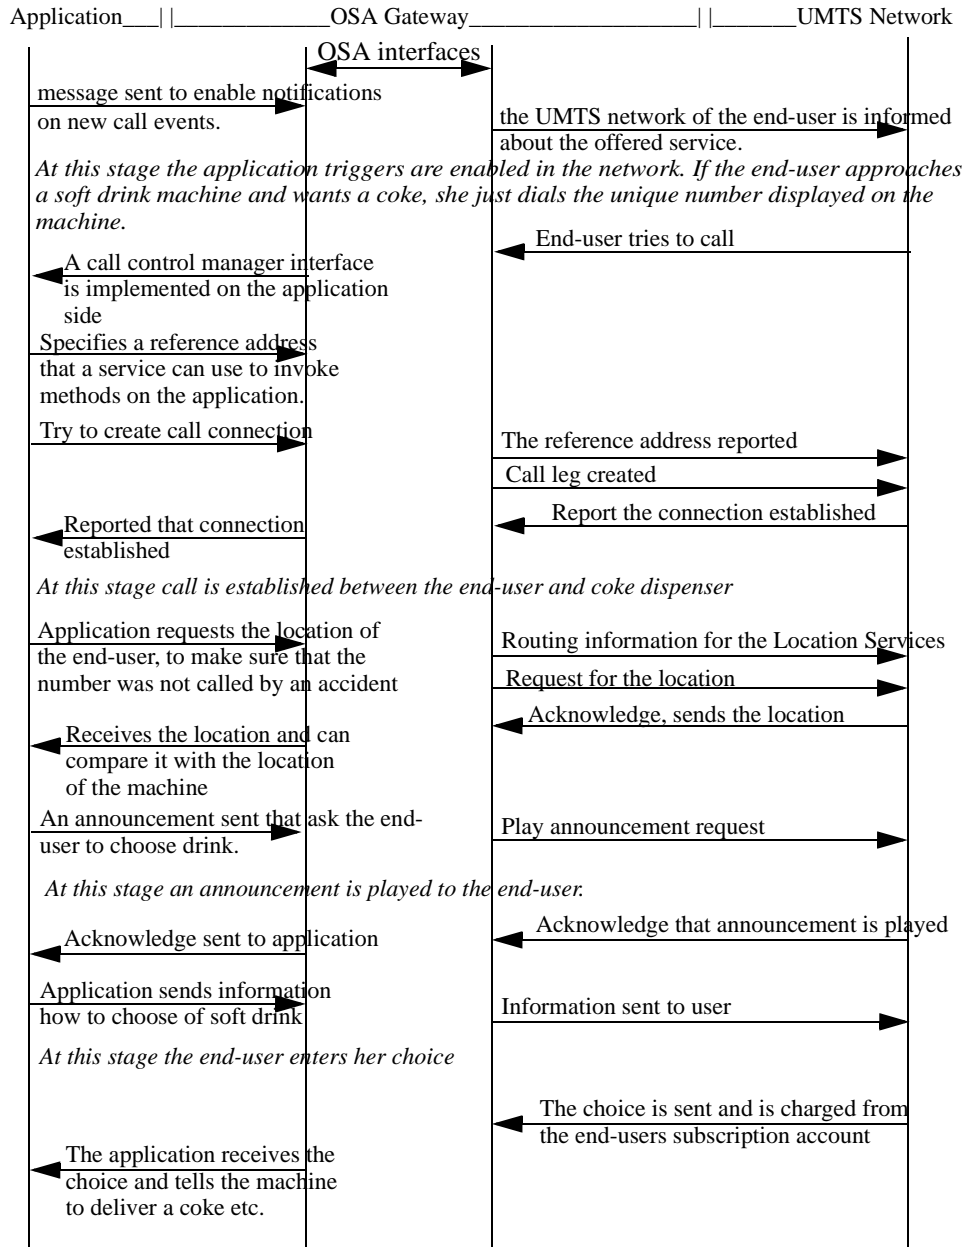 Application___| |_____________OSA Gateway___________________| |_______UMTS Network
OSA interfaces
message sent to enable notifications
on new call events.
the UMTS network of the end-user is informed
about the offered service.
At this stage the application triggers are enabled in the network. If the end-user approaches
a soft drink machine and wants a coke, she just dials the unique number displayed on the
machine.
End-user tries to call
A call control manager interface
is implemented on the application
side
Specifies a reference address
that a service can use to invoke
methods on the application.
Try to create call connection
The reference address reported
Call leg created
Report the connection established
Reported that connection
established
At this stage call is established between the end-user and coke dispenser
Application requests the location of
the end-user, to make sure that the
number was not called by an accident
Routing information for the Location Services
Request for the location
Acknowledge, sends the location
Receives the location and can
compare it with the location
of the machine
An announcement sent that ask the end-
user to choose drink.
Play announcement request
At this stage an announcement is played to the end-user.
Acknowledge that announcement is played
Acknowledge sent to application
Application sends information
how to choose of soft drink
Information sent to user
At this stage the end-user enters her choice
The choice is sent and is charged from
the end-users subscription account
The application receives the
choice and tells the machine
to deliver a coke etc.